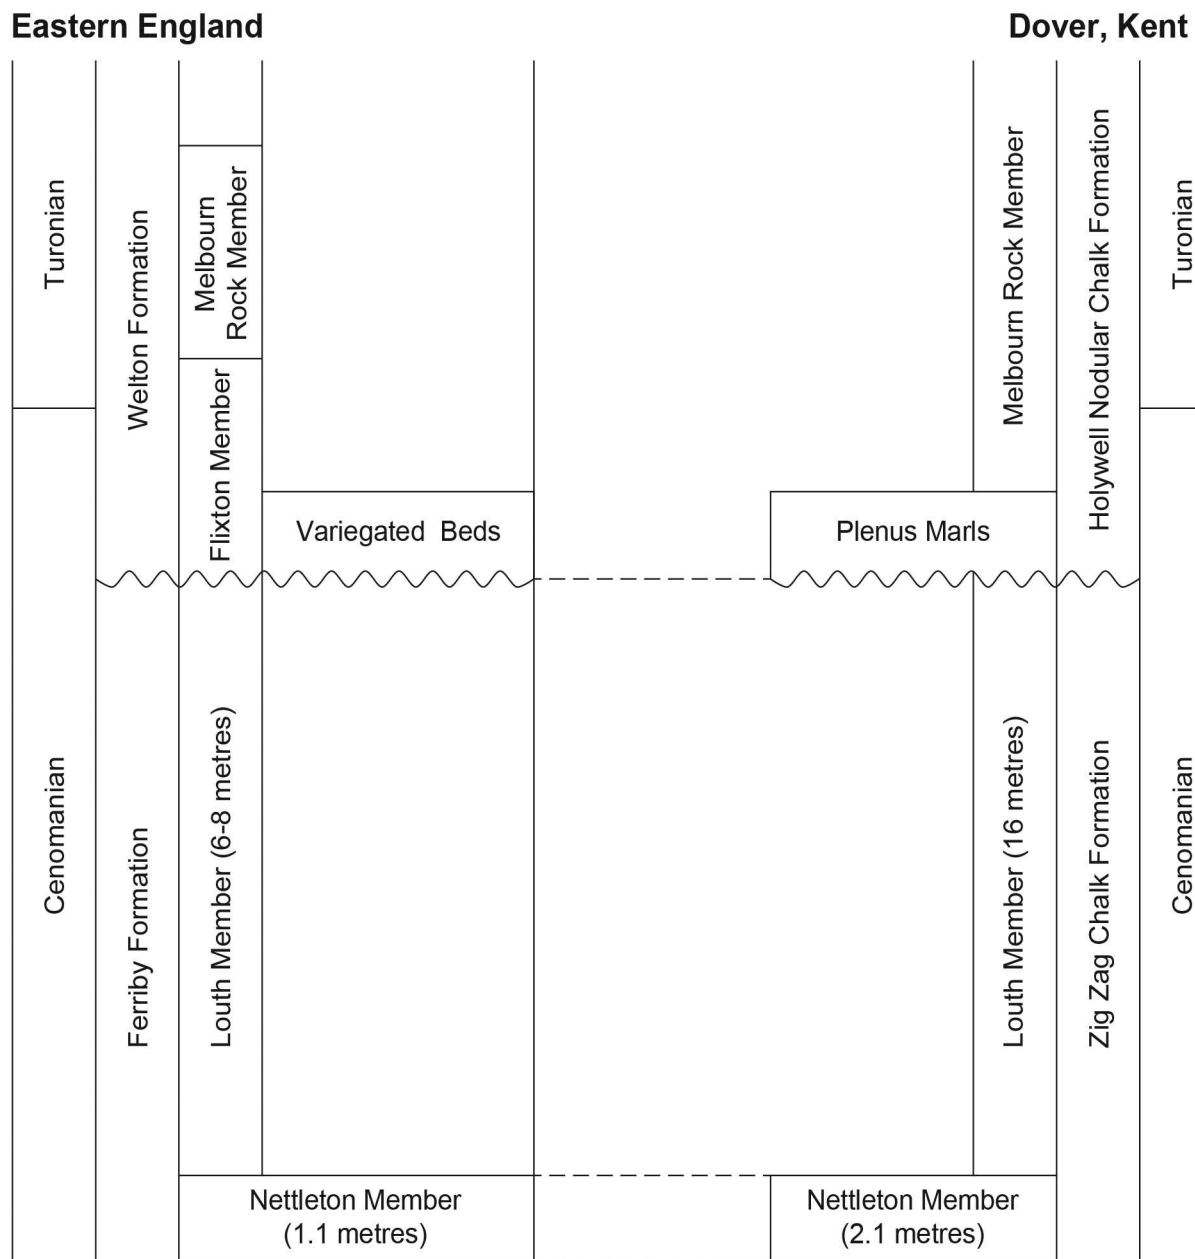 Eastern England
Dover, Kent
Turonian
Welton Formation
Melbourn
Rock Member
Melbourn Rock Member
Holywell Nodular Chalk Formation
Turonian
Flixton Member
Variegated Beds
Plenus Marls
Cenomanian
Ferriby Formation
Louth Member (6-8 metres)
Louth Member (16 metres)
Zig Zag Chalk Formation
Cenomanian
Nettleton Member
(1.1 metres)
Nettleton Member
(2.1 metres)